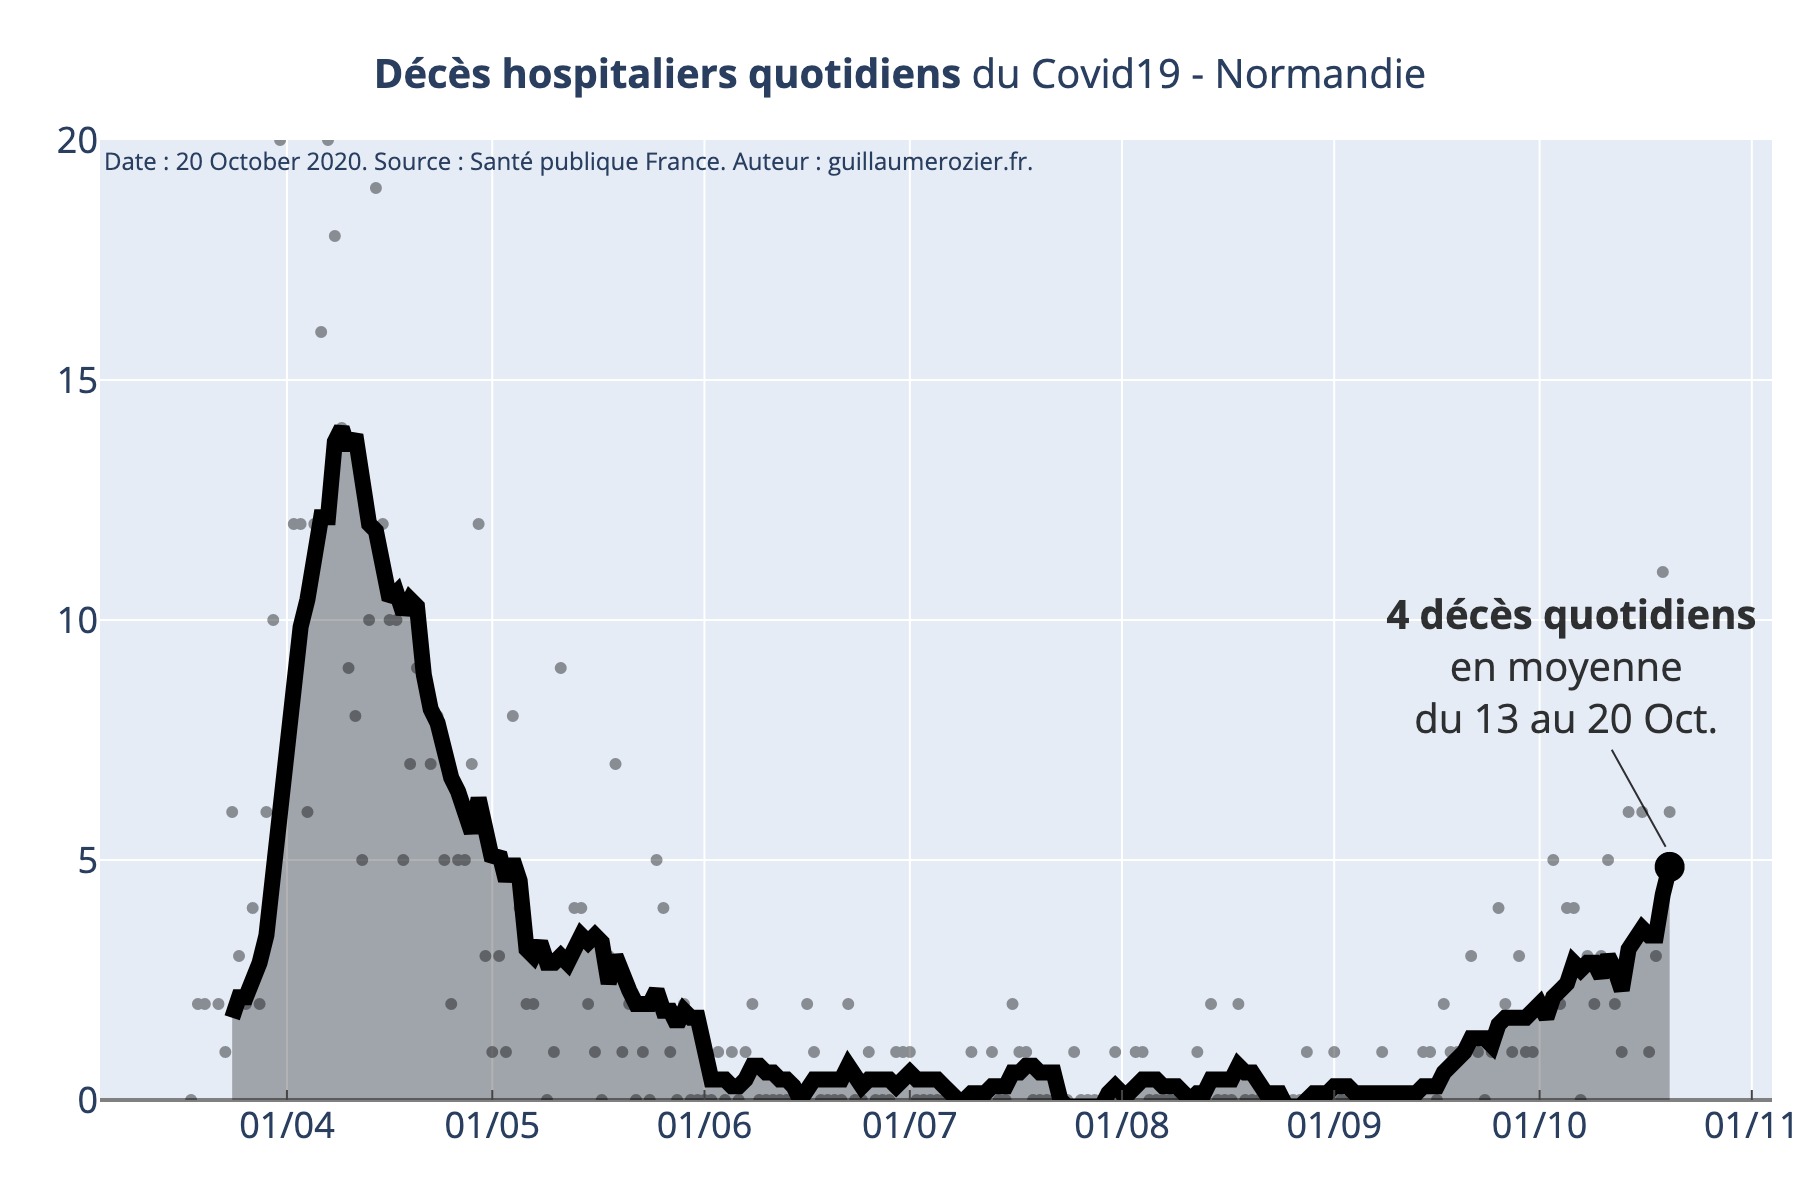 Décès hospitaliers quotidiens du Covid19 - Normandie
20
Date : 20 October 2020. Source : Santé publique France. Auteur : guillaumerozier.fr.
15
10
4 décès quotidiens
en moyenne
du 13 au 20 Oct.
5
0
01/04 01/05 01/06 01/07 01/08 01/09 01/10 01/11